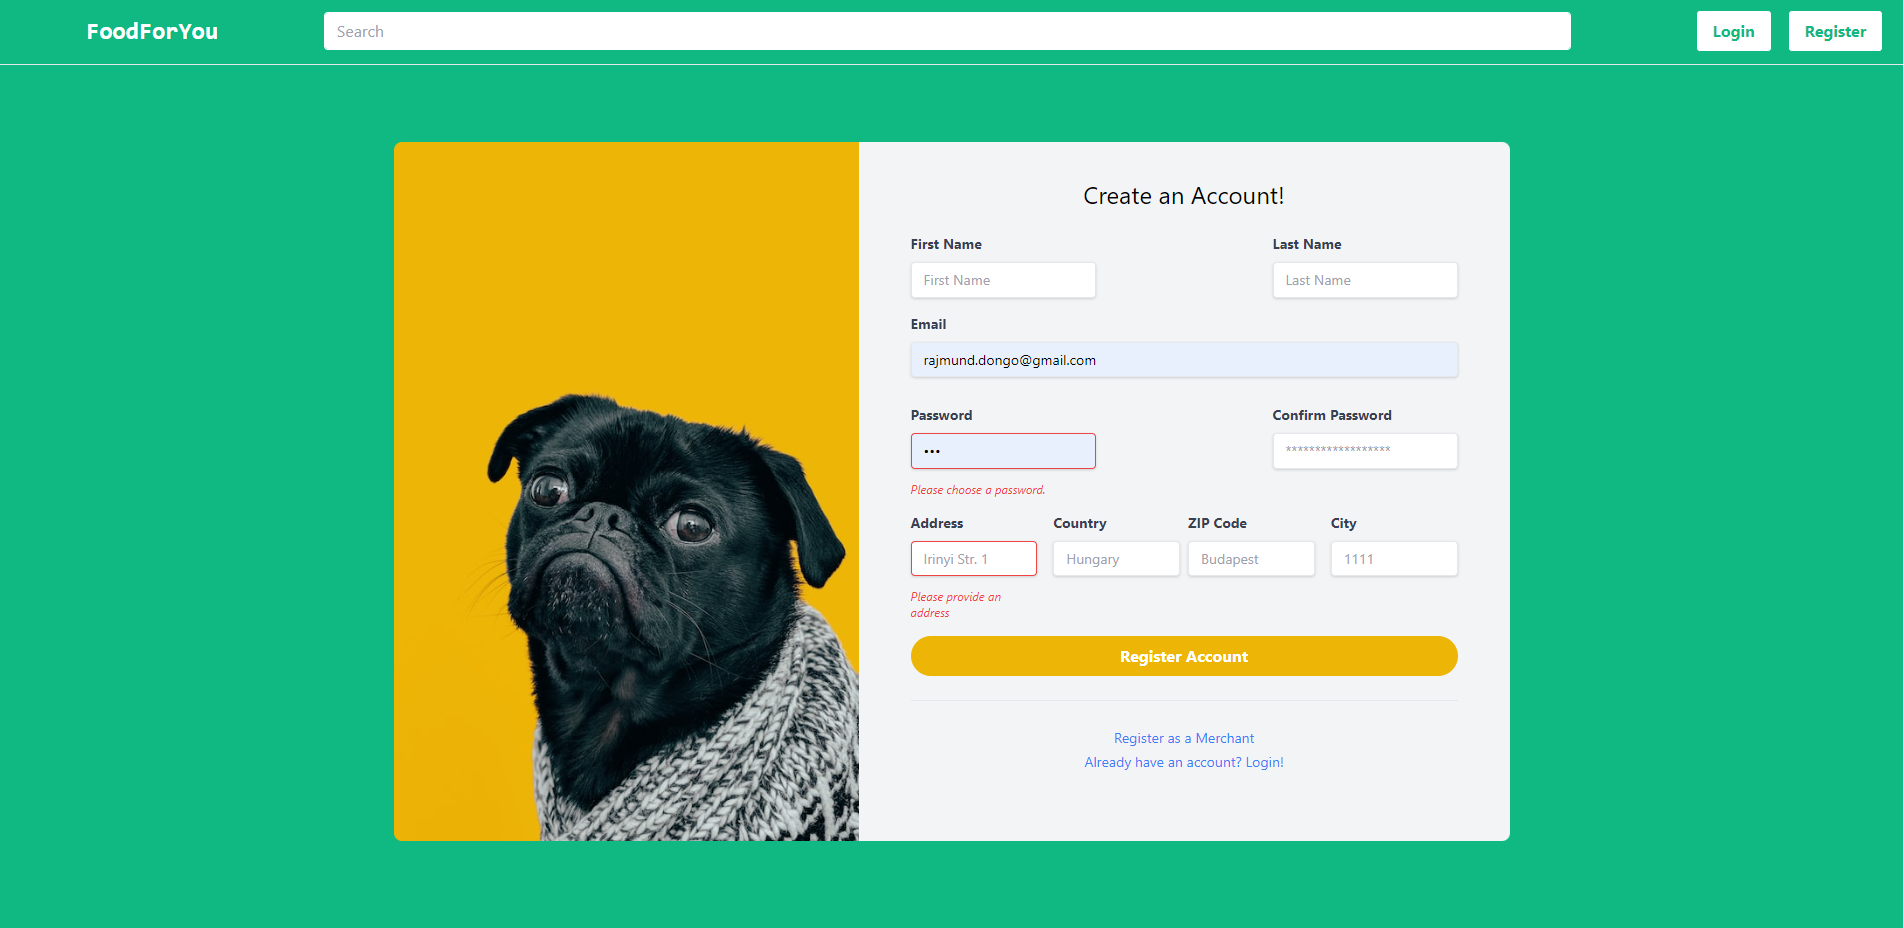 FoodForYou
Search
Login
Register
Create an Account!
First Name
Last Name
First Name
Last Name
Email
rajmund.dongo@gmail.com
Password
Confirm Password
•••
******************
Please choose a password.
Address
Country
ZIP Code
City
Irinyi Str. 1
Hungary
Budapest
1111
Please provide an
address
Register Account
Register as a Merchant
Already have an account? Login!